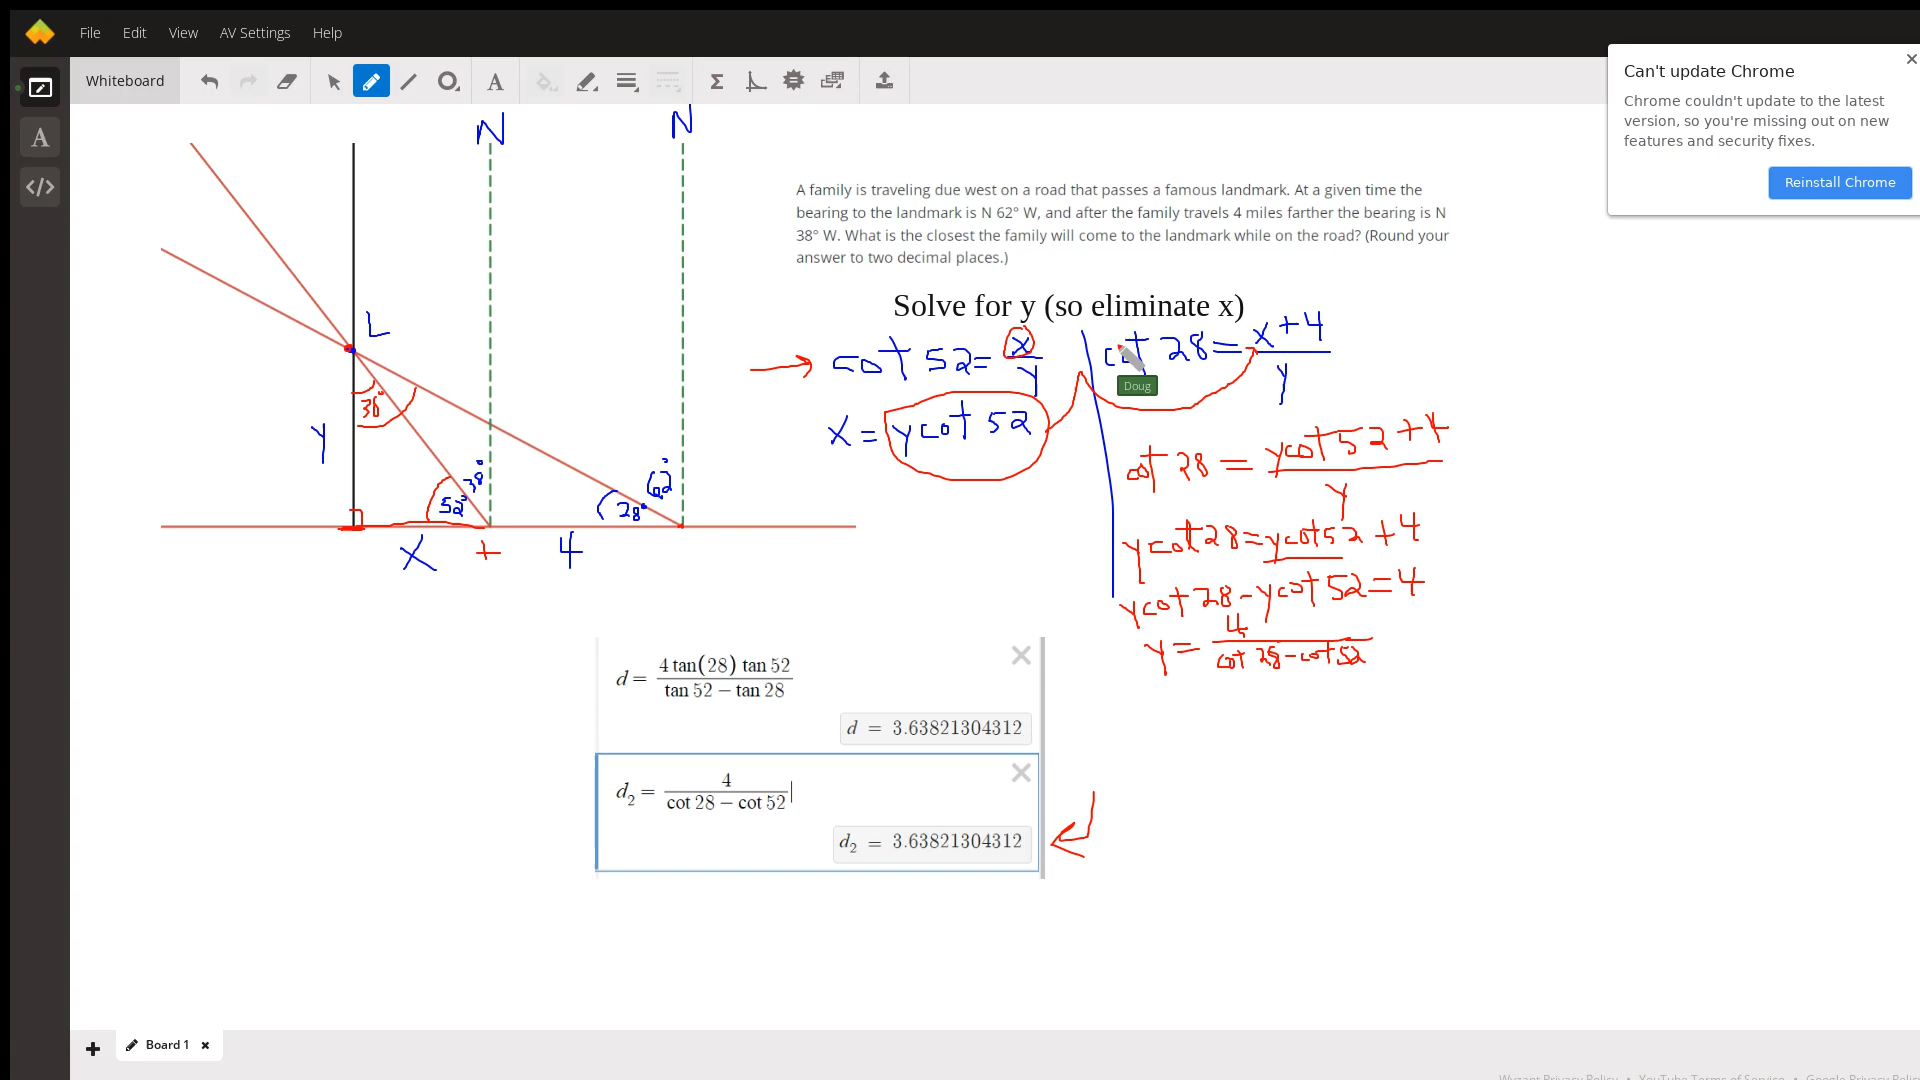 File Edit View AV Settings Help
Whiteboard
A
Σ
Can't update Chrome
Chrome couldn't update to the latest
version, so you're missing out on new
features and security fixes.
Reinstall Chrome
A
N
N
A family is traveling due west on a road that passes a famous landmark. At a given time the
bearing to the landmark is N 62° W, and after the family travels 4 miles farther the bearing is N
38° W. What is the closest the family will come to the landmark while on the road? (Round your
answer to two decimal places.)
Solve for y (so eliminate x)
L
cot 52 = x/y
cot 28 = x+4/y
Doug
x = y cot 52
38°
y
cot 28 = y cot 52 + 4 / y
38°
62°
52°
28°
y cot 28 = y cot 52 + 4
x + 4
y cot 28 - y cot 52 = 4
y = 4 / cot 28 - cot 52
d = 4 tan(28) tan 52 / tan 52 − tan 28
d = 3.63821304312
d2 = 4 / cot 28 − cot 52
d2 = 3.63821304312
Board 1